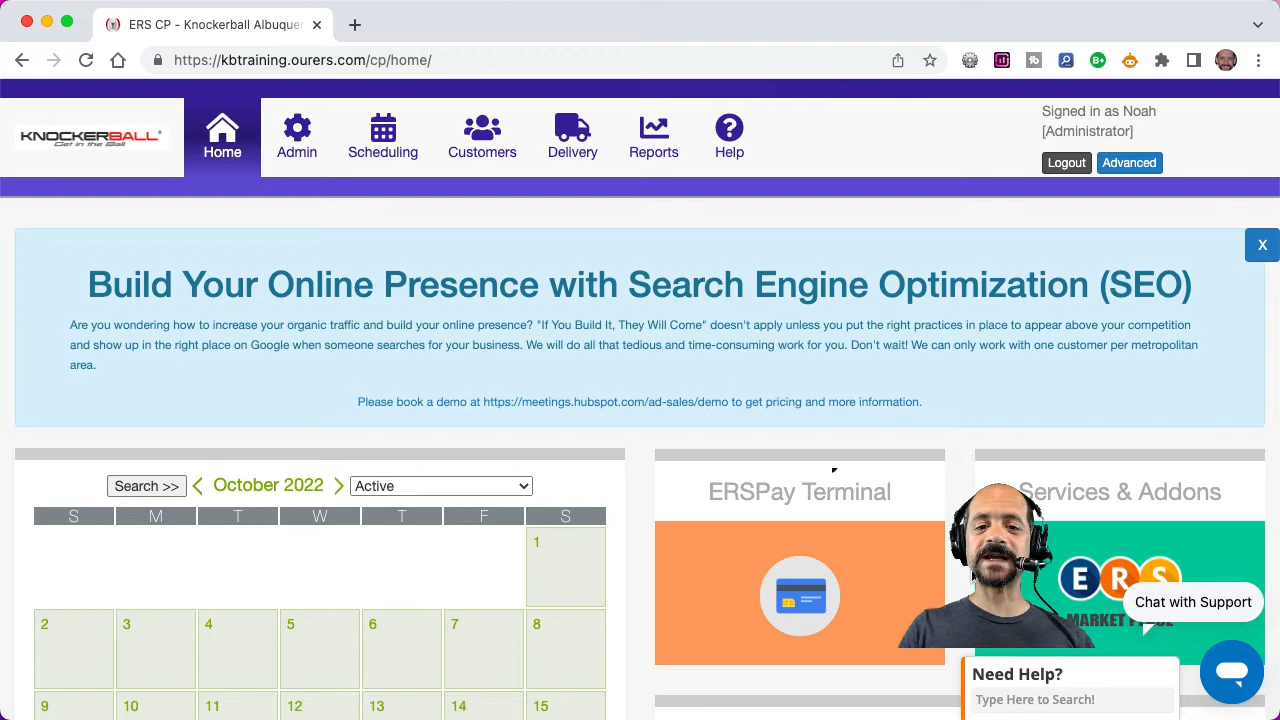 ERS CP - Knockerball Albuquer
https://kbtraining.ourers.com/cp/home/
KNOCKERBALL
Get in the Ball
Home
Admin
Scheduling
Customers
Delivery
Reports
Help
Signed in as Noah
[Administrator]
Logout
Advanced
X
Build Your Online Presence with Search Engine Optimization (SEO)
Are you wondering how to increase your organic traffic and build your online presence? "If You Build It, They Will Come" doesn't apply unless you put the right practices in place to appear above your competition
and show up in the right place on Google when someone searches for your business. We will do all that tedious and time-consuming work for you. Don't wait! We can only work with one customer per metropolitan
area.
Please book a demo at https://meetings.hubspot.com/ad-sales/demo to get pricing and more information.
Search >>
October 2022
Active
S M T W T F S
1
2 3 4 5 6 7 8
9 10 11 12 13 14 15
ERSPay Terminal
Services & Addons
ERS
MARKET
Chat with Support
Need Help?
Type Here to Search!